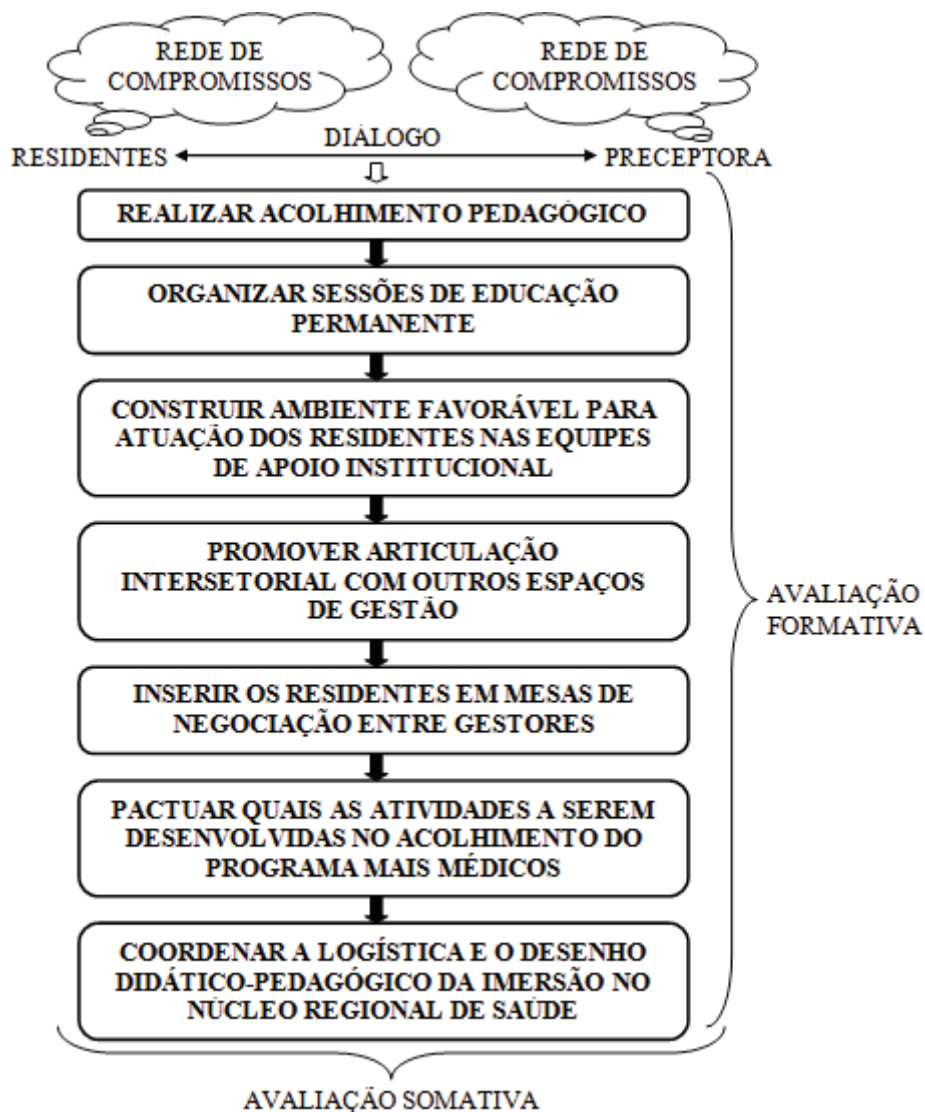 REDE DE
COMPROMISSOS
REDE DE
COMPROMISSOS
DIÁLOGO
RESIDENTES
PRECEPTORA
REALIZAR ACOLHIMENTO PEDAGÓGICO
ORGANIZAR SESSÕES DE EDUCAÇÃO
PERMANENTE
CONSTRUIR AMBIENTE FAVORÁVEL PARA
ATUAÇÃO DOS RESIDENTES NAS EQUIPES
DE APOIO INSTITUCIONAL
PROMOVER ARTICULAÇÃO
INTERSETORIAL COM OUTROS ESPAÇOS
DE GESTÃO
AVALIAÇÃO
FORMATIVA
INSERIR OS RESIDENTES EM MESAS DE
NEGOCIAÇÃO ENTRE GESTORES
PACTUAR QUAIS AS ATIVIDADES A SEREM
DESENVOLVIDAS NO ACOLHIMENTO DO
PROGRAMA MAIS MÉDICOS
COORDENAR A LOGÍSTICA E O DESENHO
DIDÁTICO-PEDAGÓGICO DA IMERSÃO NO
NÚCLEO REGIONAL DE SAÚDE
AVALIAÇÃO SOMATIVA